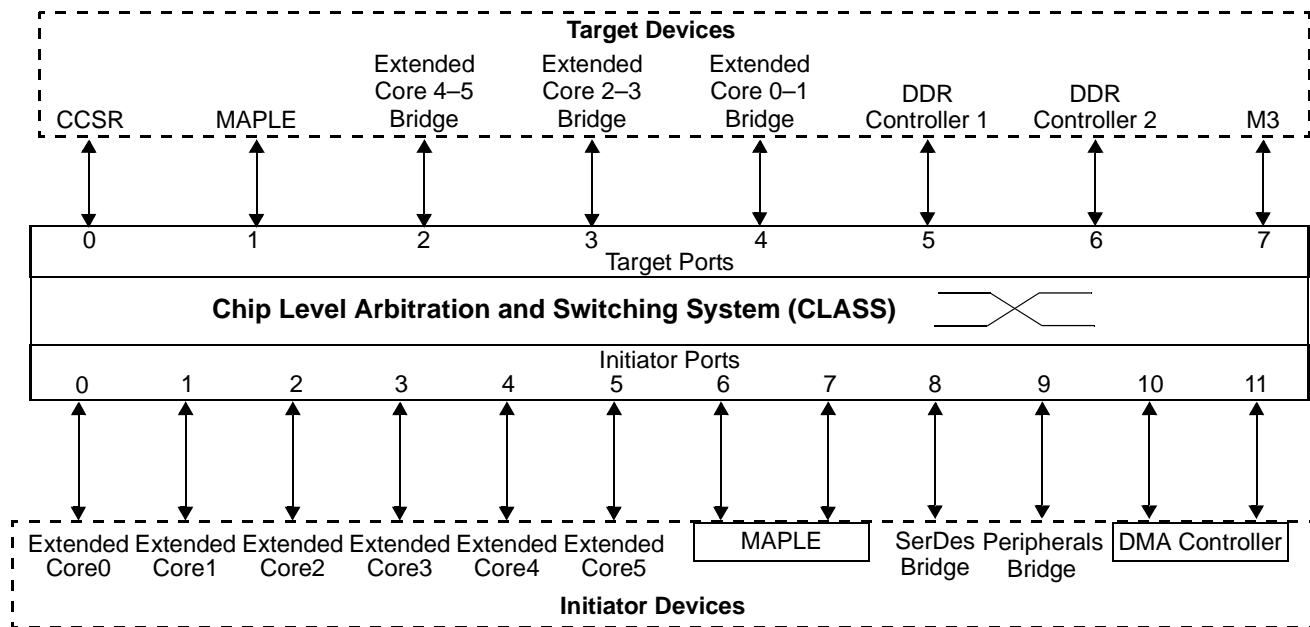 Target Devices
CCSR
MAPLE
Extended
Core 4–5
Bridge
Extended
Core 2–3
Bridge
Extended
Core 0–1
Bridge
DDR
Controller 1
DDR
Controller 2
M3
0 1 2 3 4 5 6 7
Target Ports
Chip Level Arbitration and Switching System (CLASS)
Initiator Ports
0 1 2 3 4 5 6 7 8 9 10 11
Extended
Core0
Extended
Core1
Extended
Core2
Extended
Core3
Extended
Core4
Extended
Core5
MAPLE
SerDes
Bridge
Peripherals
Bridge
DMA Controller
Initiator Devices